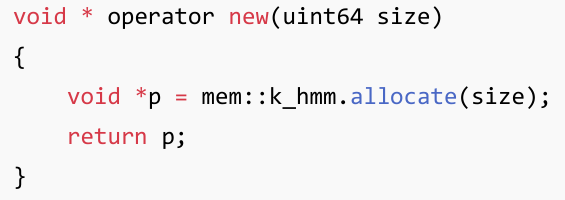 void * operator new(uint64 size)
{
    void *p = mem::k_hmm.allocate(size);
    return p;
}